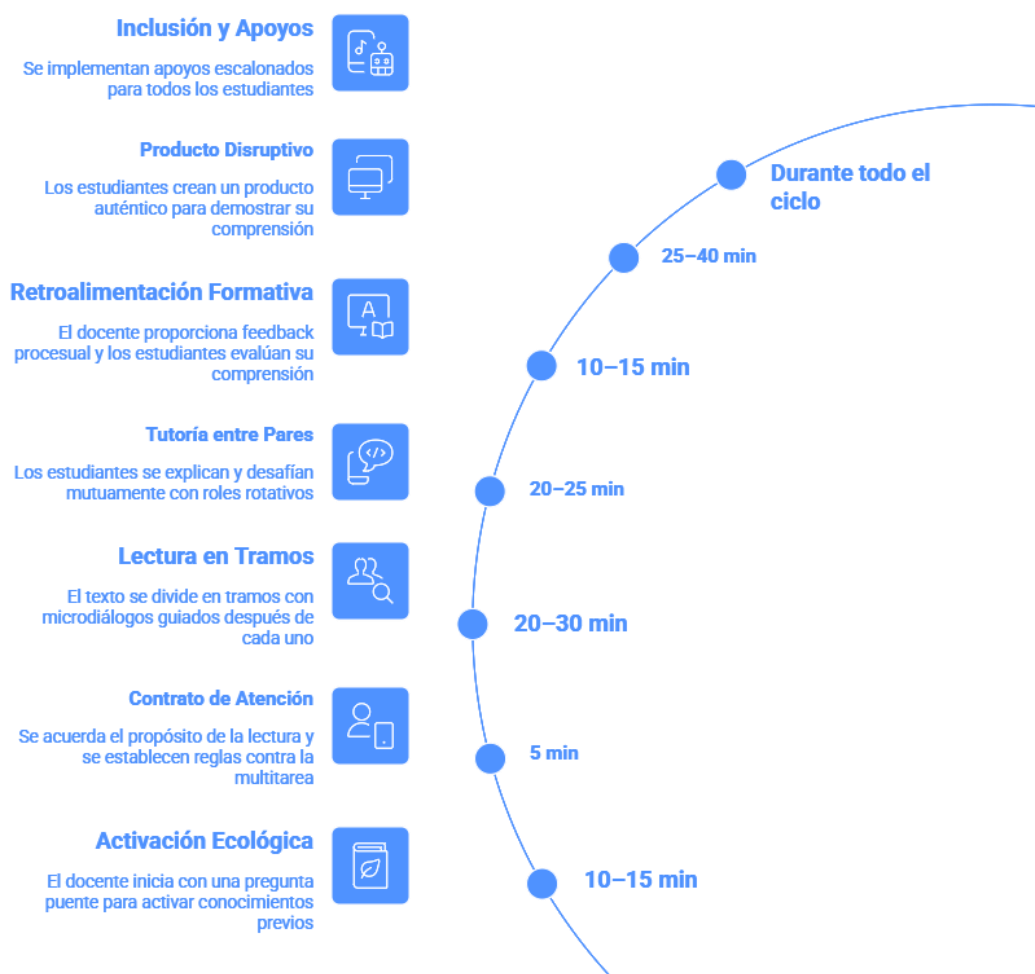 Inclusión y Apoyos
Se implementan apoyos escalonados
para todos los estudiantes
Durante todo el
ciclo
Producto Disruptivo
Los estudiantes crean un producto
auténtico para demostrar su
comprensión
25–40 min
Retroalimentación Formativa
El docente proporciona feedback
procesual y los estudiantes evalúan su
comprensión
10–15 min
Tutoría entre Pares
Los estudiantes se explican y desafían
mutuamente con roles rotativos
20–25 min
Lectura en Tramos
El texto se divide en tramos con
microdiálogos guiados después de
cada uno
20–30 min
Contrato de Atención
Se acuerda el propósito de la lectura y
se establecen reglas contra la
multitarea
5 min
Activación Ecológica
El docente inicia con una pregunta
puente para activar conocimientos
previos
10–15 min